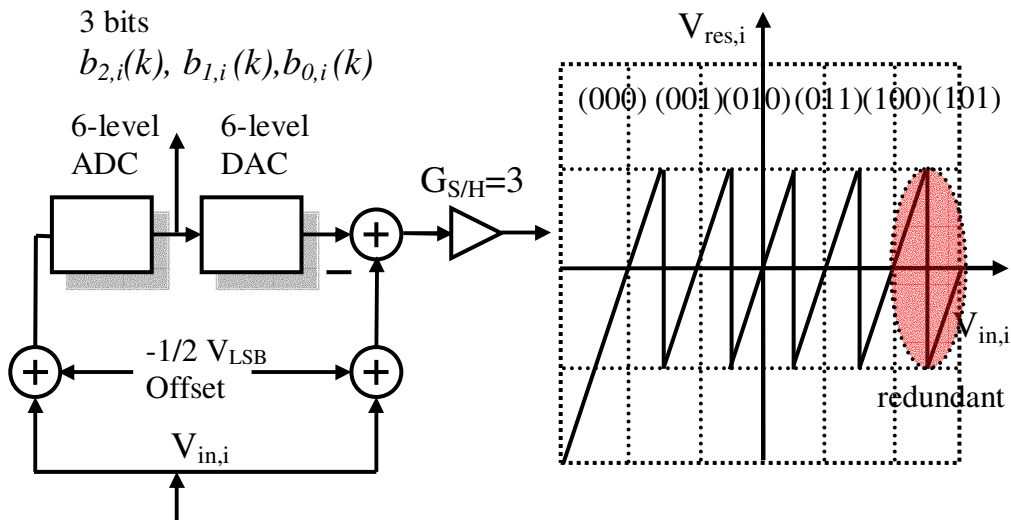 3 bits
b2,i(k), b1,i (k),b0,i (k)
6-level
ADC
6-level
DAC
GS/H=3
+
−
+
+
-1/2 VLSB
Offset
Vin,i
Vres,i
(000) (001)(010) (011)(100)(101)
Vin,i
redundant